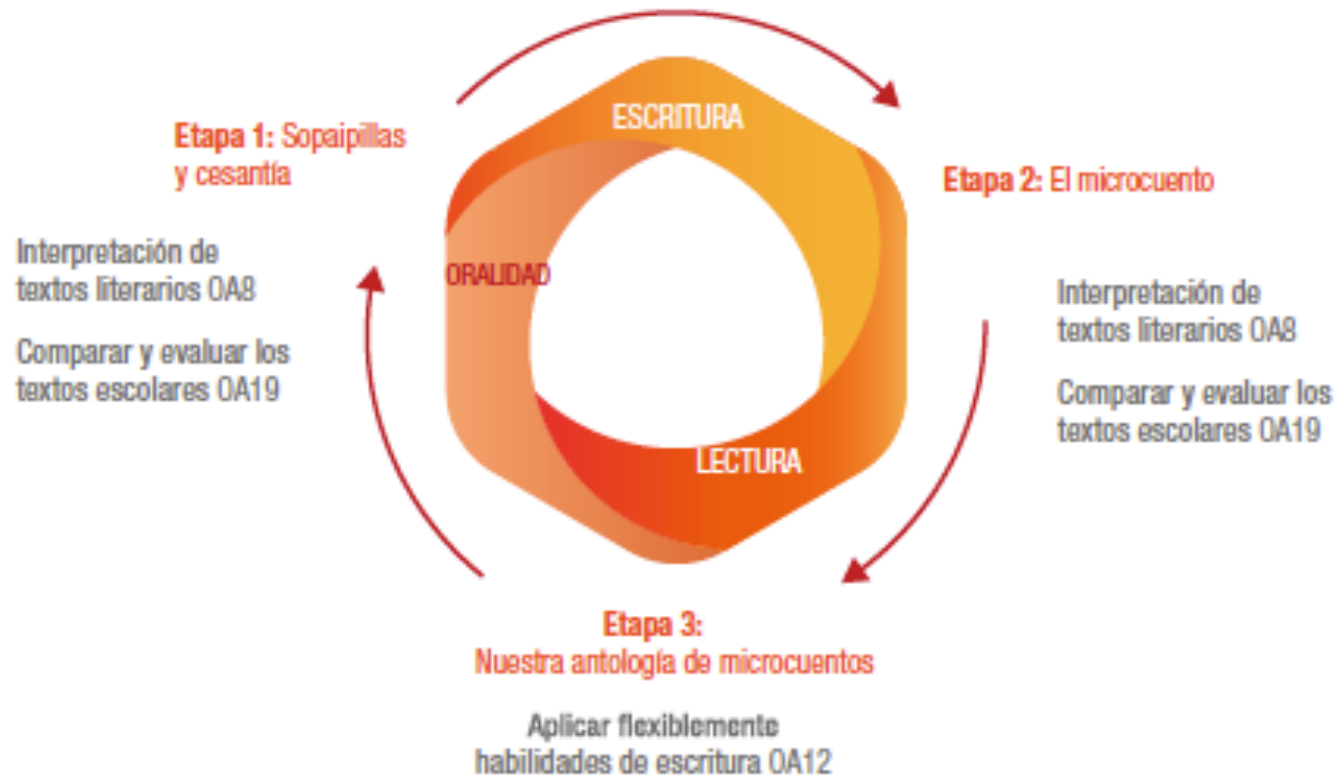 ESCRITURA
Etapa 1: Sopaipillas
y cesantía
Etapa 2: El microcuento
Interpretación de
textos literarios OA8
ORALIDAD
Comparar y evaluar los
textos escolares OA19
Interpretación de
textos literarios OA8
Comparar y evaluar los
textos escolares OA19
LECTURA
Etapa 3:
Nuestra antología de microcuentos
Aplicar flexiblemente
habilidades de escritura OA12